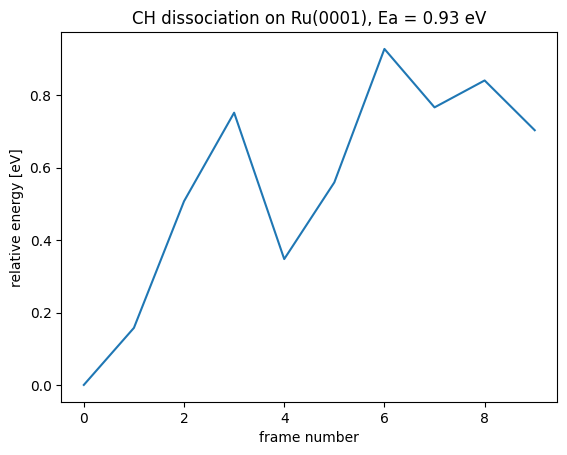 CH dissociation on Ru(0001), Ea = 0.93 eV
relative energy [eV]
0.8
0.6
0.4
0.2
0.0
0 2 4 6 8
frame number